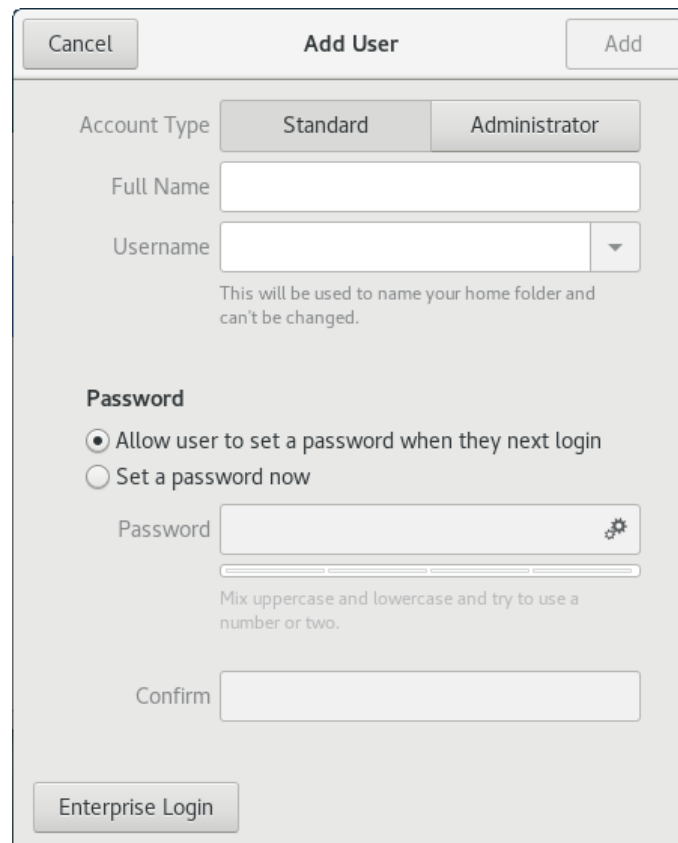 Cancel Add User Add
Account Type Standard Administrator
Full Name
Username
This will be used to name your home folder and
can't be changed.
Password
Allow user to set a password when they next login
Set a password now
Password
Mix uppercase and lowercase and try to use a
number or two.
Confirm
Enterprise Login